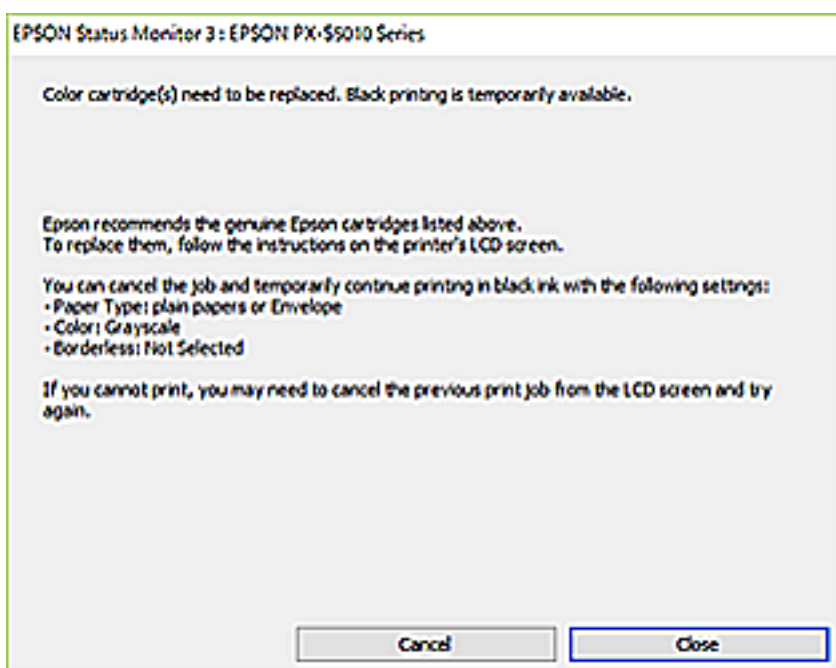 EPSON Status Monitor 3 : EPSON PX-S5010 Series
Color cartridge(s) need to be replaced. Black printing is temporarily available.
Epson recommends the genuine Epson cartridges listed above.
To replace them, follow the instructions on the printer's LCD screen.
You can cancel the job and temporarily continue printing in black ink with the following settings:
• Paper Type: plain papers or Envelope
• Color: Grayscale
• Borderless: Not Selected
If you cannot print, you may need to cancel the previous print job from the LCD screen and try
again.
Cancel
Close